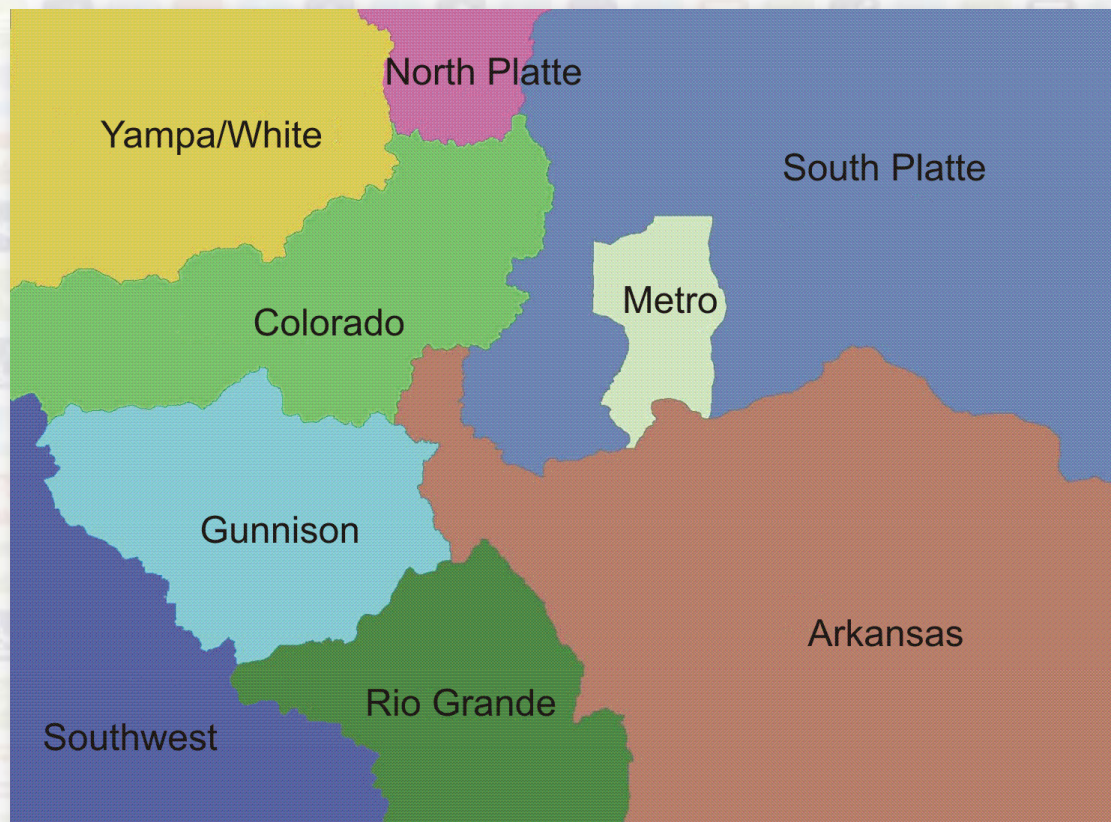 North Platte
Yampa/White
South Platte
Metro
Colorado
Gunnison
Arkansas
Rio Grande
Southwest